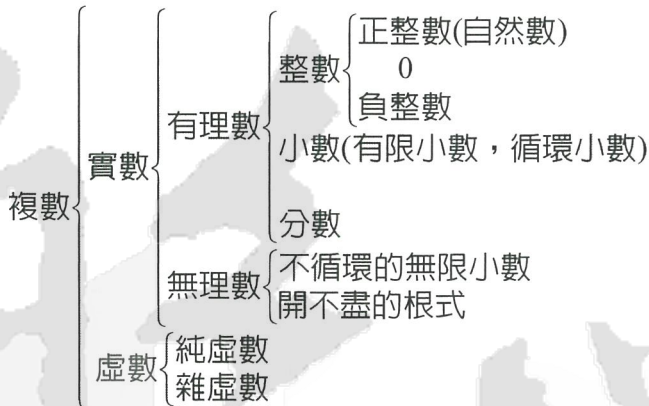 正整數(自然數)
整數 0
負整數
有理數
小數(有限小數,循環小數)
實數
複數
分數
無理數 不循環的無限小數
開不盡的根式
虛數 純虛數
雜虛數